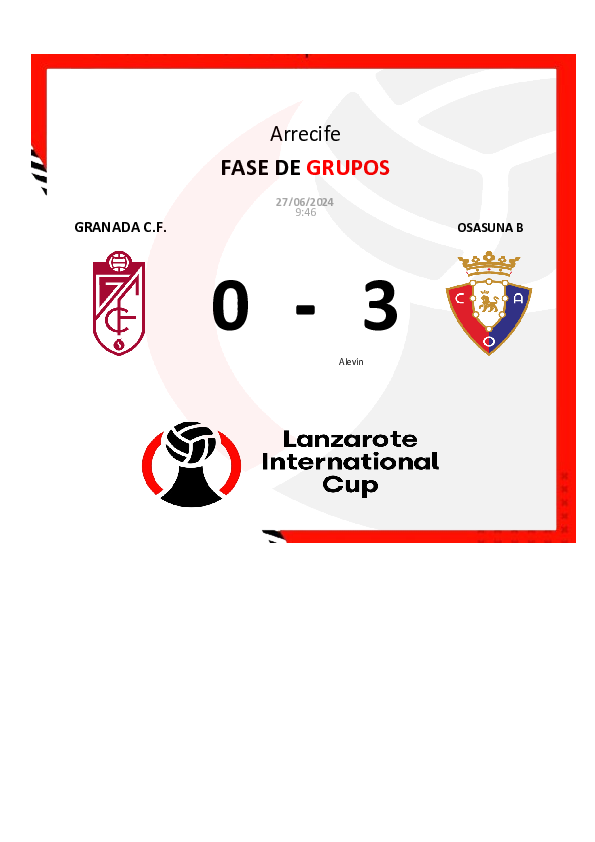 Arrecife
FASE DE GRUPOS
27/06/2024
9:46
GRANADA C.F.
OSASUNA B
0 - 3
C A
O
Alevin
Lanzarote
International
Cup